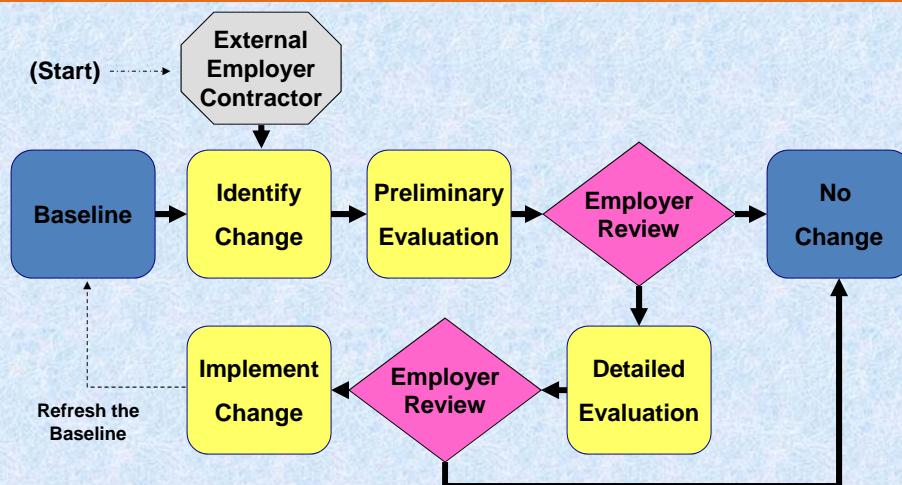 (Start)
External
Employer
Contractor
Baseline
Identify
Change
Preliminary
Evaluation
Employer
Review
No
Change
Implement
Change
Employer
Review
Detailed
Evaluation
Refresh the
Baseline